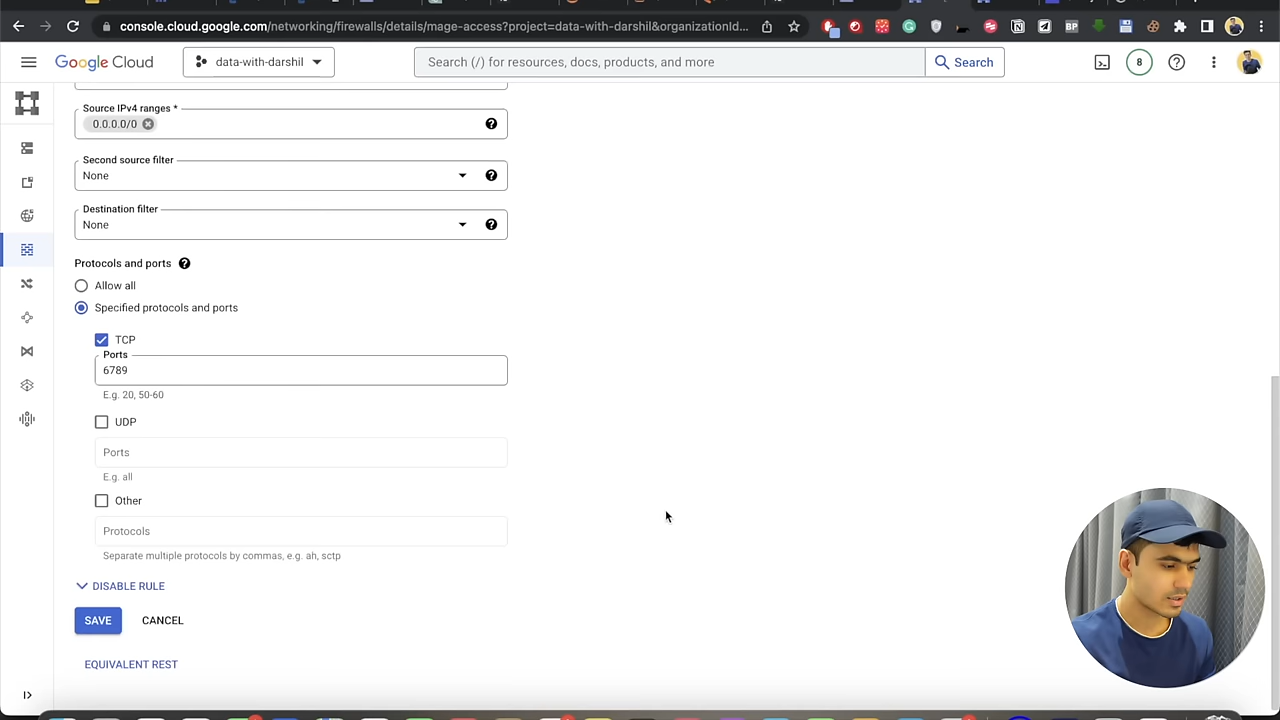 console.cloud.google.com/networking/firewalls/details/mage-access?project=data-with-darshil&organizationId...
Google Cloud
data-with-darshil
Search (/) for resources, docs, products, and more
Search
8
Source IPv4 ranges *
0.0.0.0/0
Second source filter
None
Destination filter
None
Protocols and ports
Allow all
Specified protocols and ports
TCP
Ports
6789
E.g. 20, 50-60
UDP
Ports
E.g. all
Other
Protocols
Separate multiple protocols by commas, e.g. ah, sctp
DISABLE RULE
SAVE CANCEL
EQUIVALENT REST